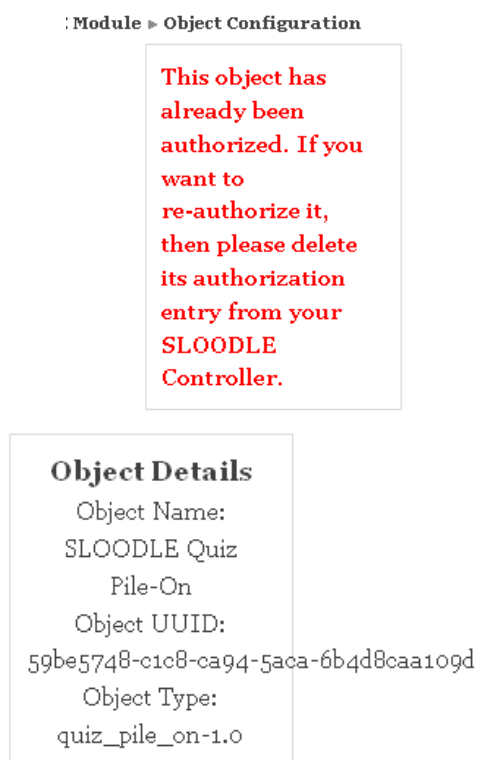 : Module ▸ Object Configuration
This object has
already been
authorized. If you
want to
re-authorize it,
then please delete
its authorization
entry from your
SLOODLE
Controller.
Object Details
Object Name:
SLOODLE Quiz
Pile-On
Object UUID:
59be5748-c1c8-ca94-5aca-6b4d8caa109d
Object Type:
quiz_pile_on-1.0